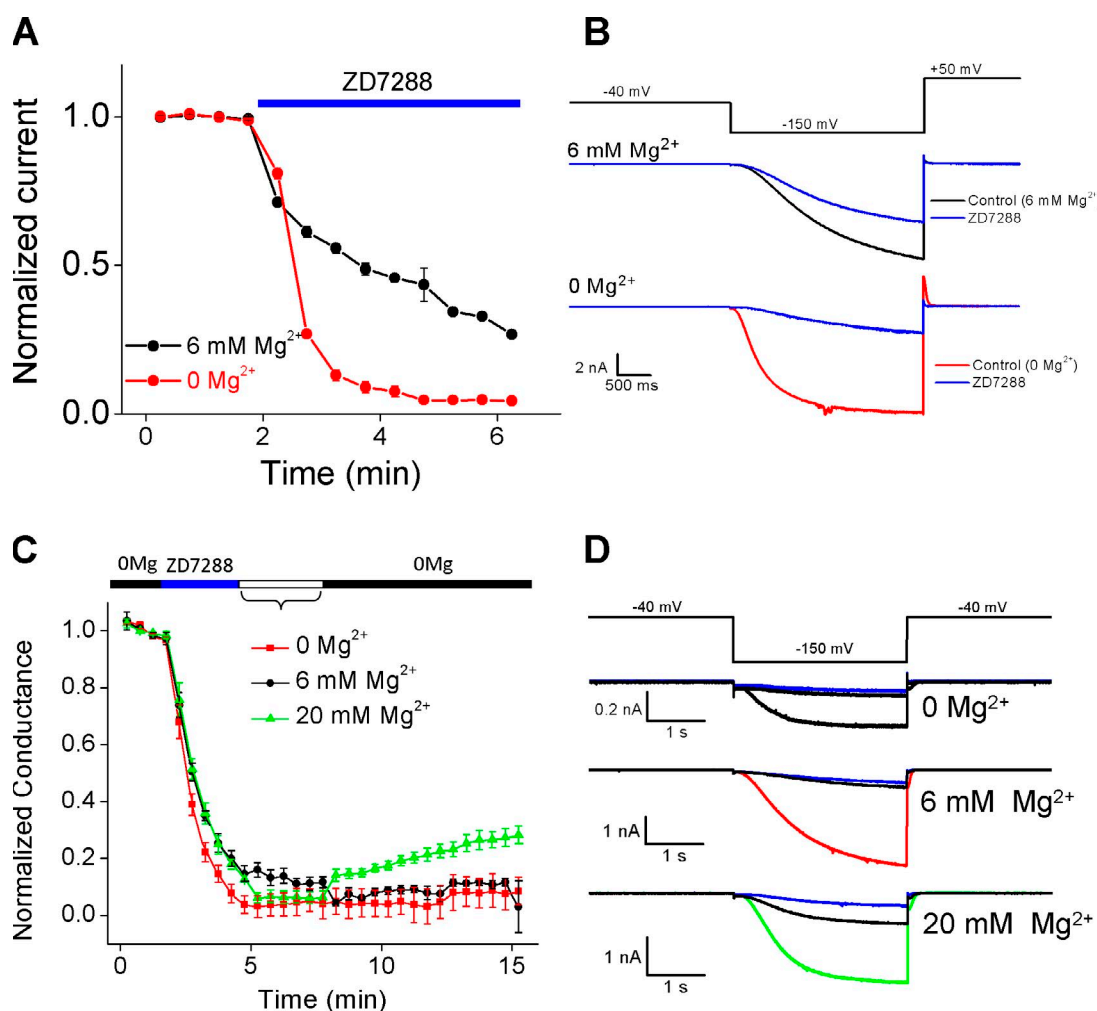 A
ZD7288
Normalized current
1.0
0.5
0.0
6 mM Mg²⁺
0 Mg²⁺
0
2
4
6
Time (min)
B
+50 mV
-40 mV
-150 mV
6 mM Mg²⁺
Control (6 mM Mg²⁺
ZD7288
0 Mg²⁺
2 nA
500 ms
Control (0 Mg²⁺)
ZD7288
C
0Mg
ZD7288
0Mg
Normalized Conductance
1.0
0.8
0.6
0.4
0.2
0.0
0 Mg²⁺
6 mM Mg²⁺
20 mM Mg²⁺
0
5
10
15
Time (min)
D
-40 mV
-40 mV
-150 mV
0.2 nA
1 s
0 Mg²⁺
6 mM Mg²⁺
1 nA
1 s
20 mM Mg²⁺
1 nA
1 s